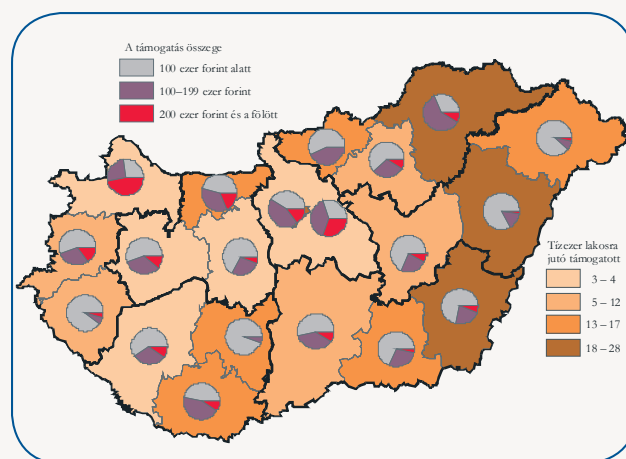 A támogatás összege
100 ezer forint alatt
100–199 ezer forint
200 ezer forint és a fölött
Tízezer lakosra
jutó támogatott
3 – 4
5 – 12
13 – 17
18 – 28